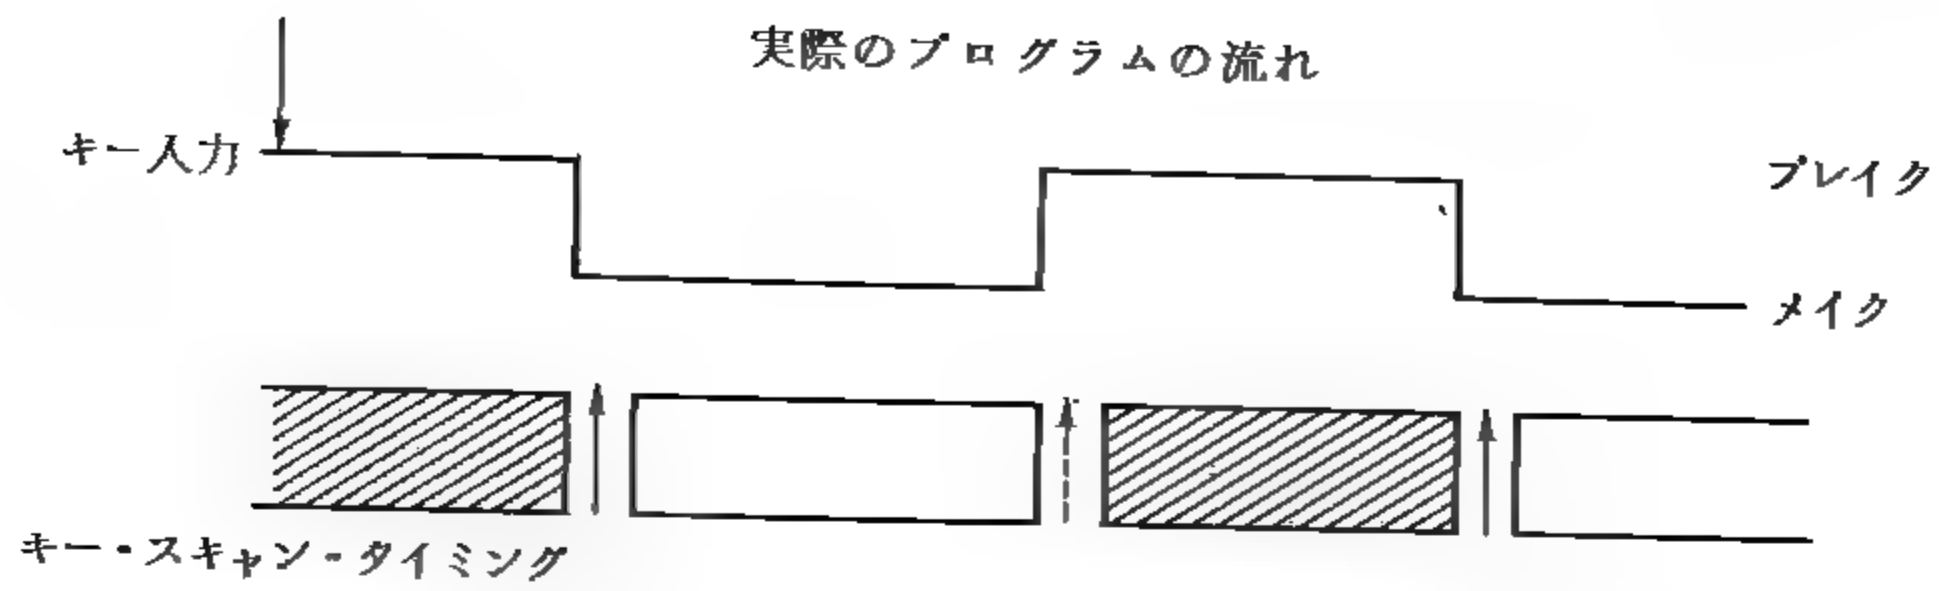 実際のプログラムの流れ
キー入力
ブレイク
メイク
キー・スキャン・タイミング